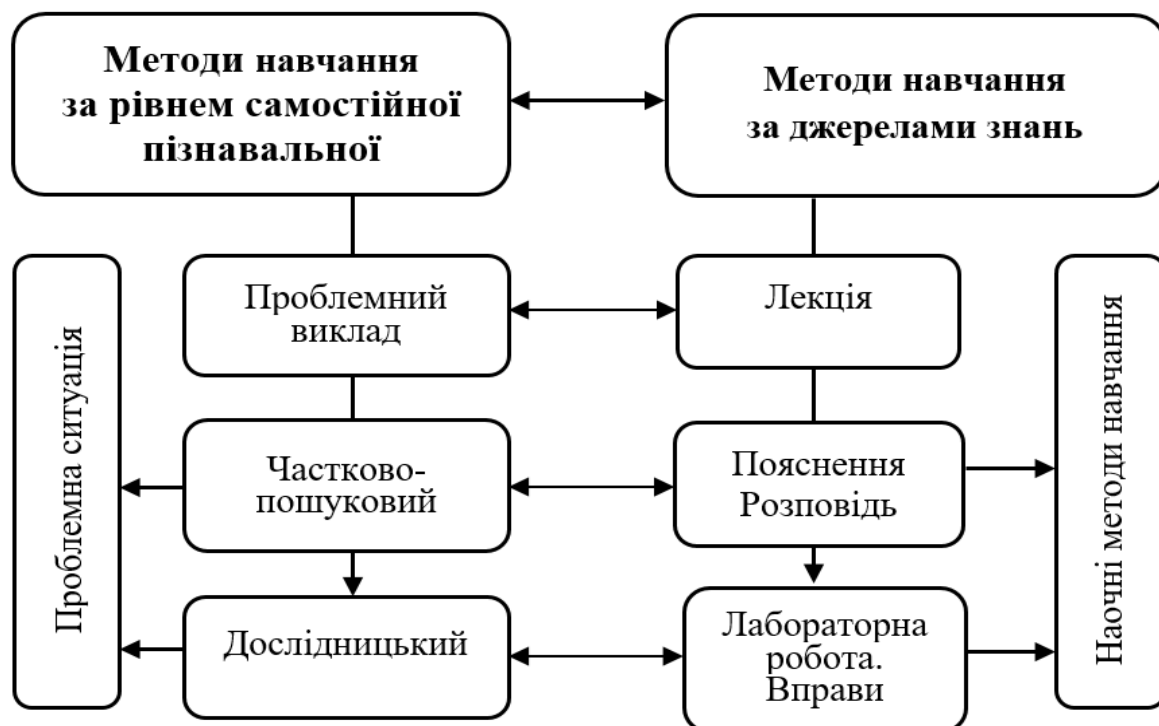 Методи навчання
за рівнем самостійної
пізнавальної
Методи навчання
за джерелами знань
Проблемна ситуація
Проблемний
виклад
Лекція
Наочні методи навчання
Частково-
пошуковий
Пояснення
Розповідь
Дослідницький
Лабораторна
робота.
Вправи